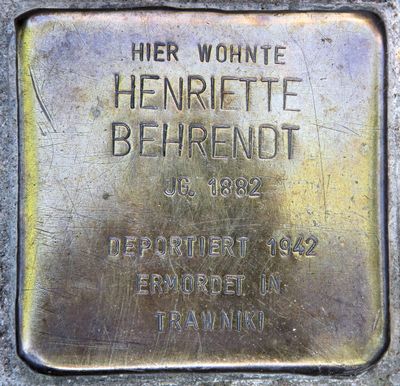 HIER WOHNTE
HENRIETTE
BEHRENDT
JG. 1882
DEPORTIERT 1942
ERMORDET IN
TRAWNIKI